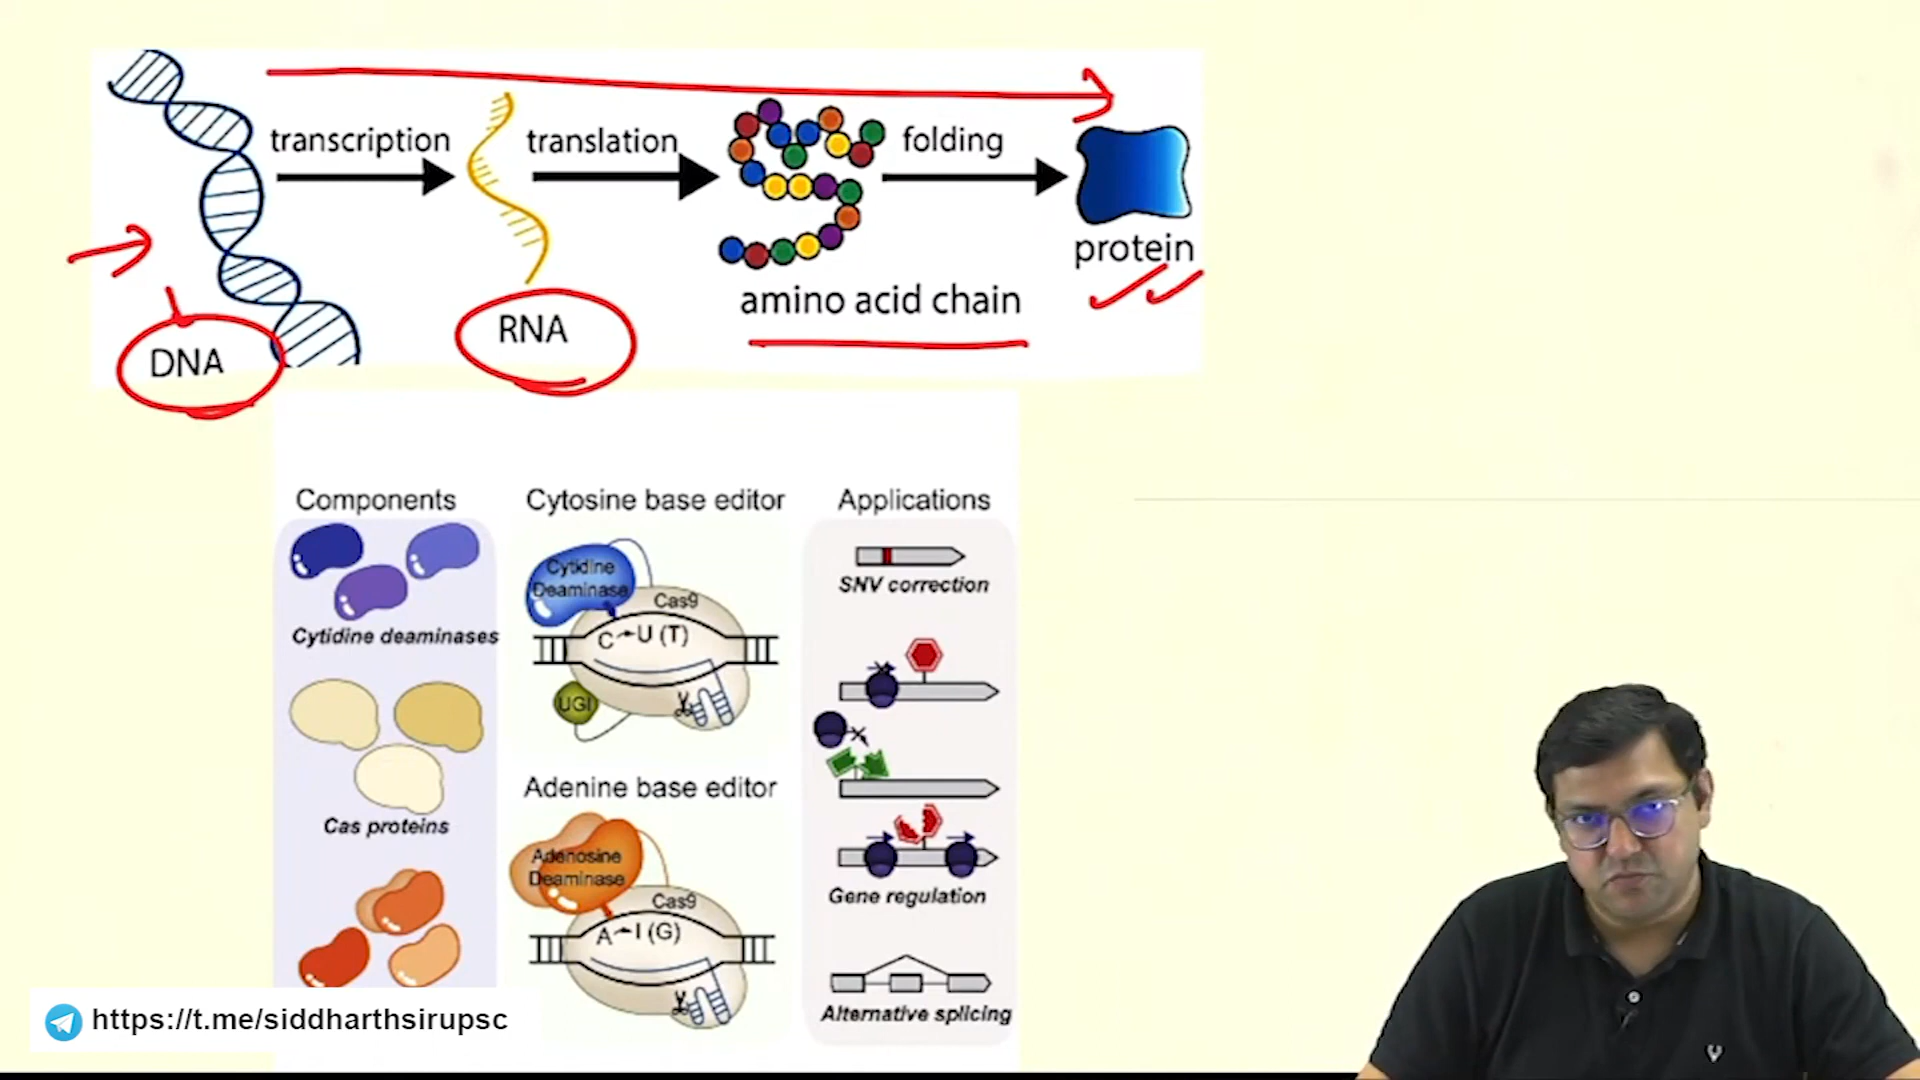 transcription
translation
folding
DNA
RNA
amino acid chain
protein
Components
Cytidine deaminases
Cas proteins
Cytosine base editor
Cytidine
Deaminase
Cas9
C U (T)
UGI
Adenine base editor
Adenosine
Deaminase
Cas9
A I (G)
Applications
SNV correction
Gene regulation
Alternative splicing
https://t.me/siddharthsirupsc